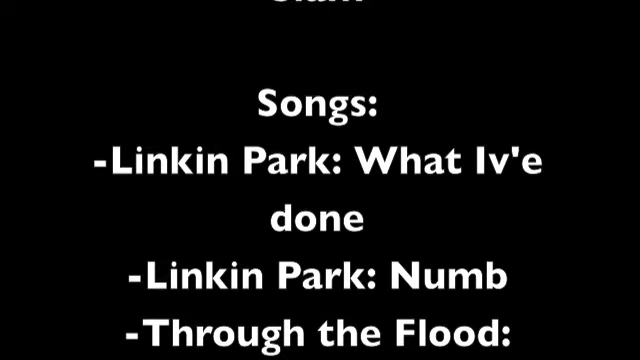 Songs:
-Linkin Park: What Iv'e
done
-Linkin Park: Numb
-Through the Flood: